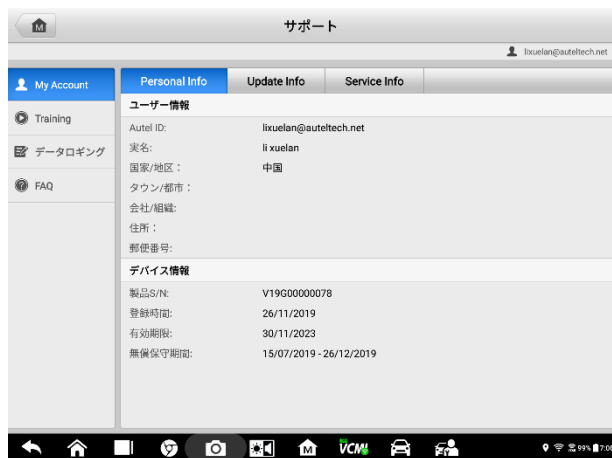 サポート
lixuelan@auteltech.net
My Account
Training
データロギング
FAQ
Personal Info Update Info Service Info
ユーザー情報
Autel ID: lixuelan@auteltech.net
実名: li xuelan
国家/地区： 中国
タウン/都市：
会社/組織:
住所：
郵便番号:
デバイス情報
製品S/N: V19G00000078
登録時間: 26/11/2019
有効期限: 30/11/2023
無償保守期間: 15/07/2019 - 26/12/2019
M VCMI 99%